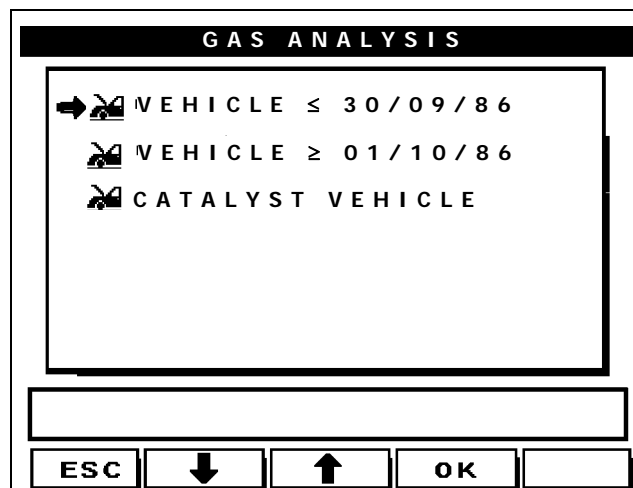 GAS ANALYSIS
VEHICLE ≤ 30/09/86
VEHICLE ≥ 01/10/86
CATALYST VEHICLE
ESC OK